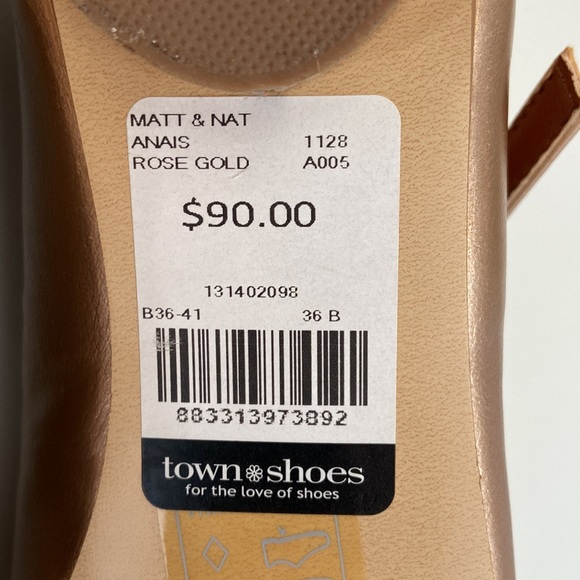 MATT & NAT
ANAIS 1128
ROSE GOLD A005
$90.00
131402098
B36-41 36 B
883313973892
town shoes
for the love of shoes